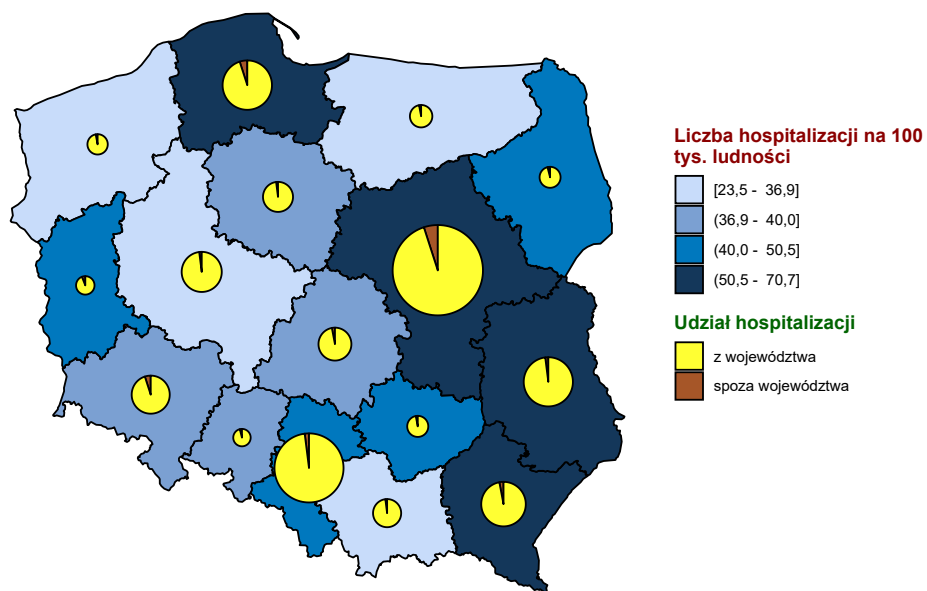 Liczba hospitalizacji na 100
tys. ludności
[23,5 - 36,9]
(36,9 - 40,0]
(40,0 - 50,5]
(50,5 - 70,7]
Udział hospitalizacji
z województwa
spoza województwa